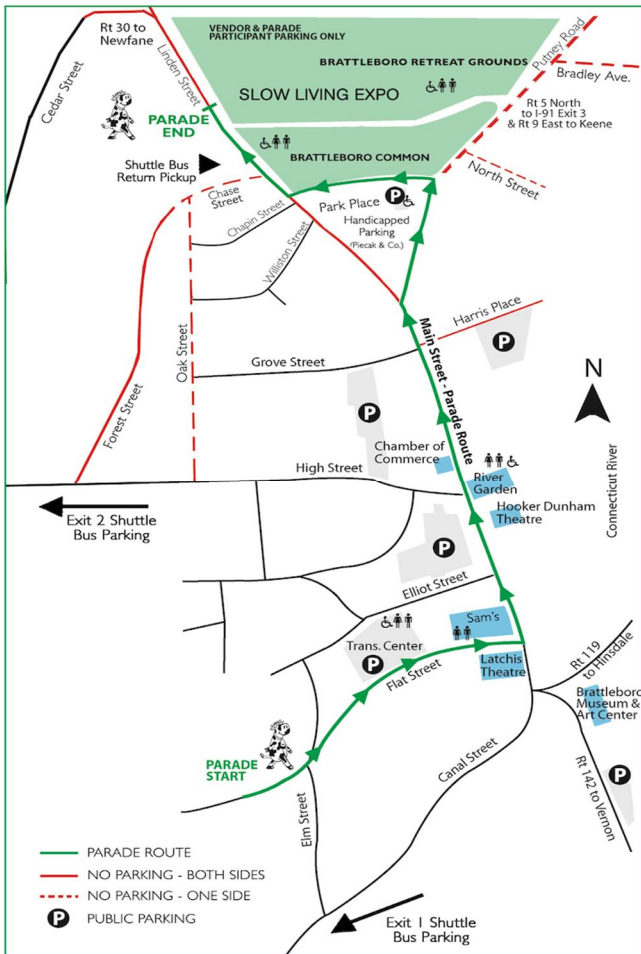 Rt 30 to
Newfane
Cedar Street
Linden Street
VENDOR & PARADE
PARTICIPANT PARKING ONLY
BRATTLEBORO RETREAT GROUNDS
SLOW LIVING EXPO
Putney Road
Bradley Ave.
Rt 5 North
to I-91 Exit 3
& Rt 9 East to Keene
PARADE
END
BRATTLEBORO COMMON
North Street
Shuttle Bus
Return Pickup
Chase
Street
Chapin Street
Williston Street
Park Place
P
Handicapped
Parking
(Piecak & Co.)
Forest Street
Oak Street
Main Street - Parade Route
Harris Place
P
Grove Street
P
N
Connecticut River
Chamber of
Commerce
High Street
River
Garden
Hooker Dunham
Theatre
Exit 2 Shuttle
Bus Parking
P
Elliot Street
Sam's
Trans. Center
P
Flat Street
Latchis
Theatre
Rt 119
to Hinsdale
Brattleboro
Museum &
Art Center
Rt 142 to Vernon
P
PARADE
START
Elm Street
Canal Street
PARADE ROUTE
NO PARKING - BOTH SIDES
NO PARKING - ONE SIDE
P PUBLIC PARKING
Exit 1 Shuttle
Bus Parking